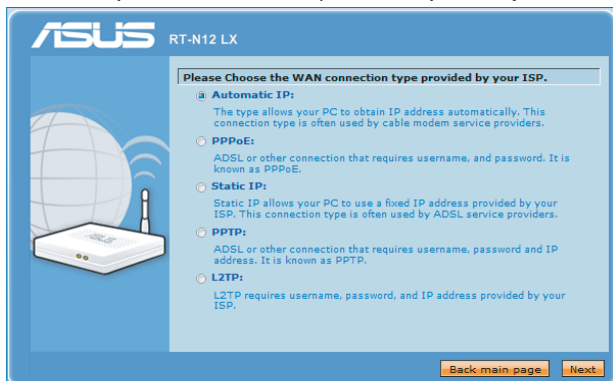 ASUS RT-N12 LX
Please Choose the WAN connection type provided by your ISP.
Automatic IP:
The type allows your PC to obtain IP address automatically. This
connection type is often used by cable modem service providers.
PPPoE:
ADSL or other connection that requires username, and password. It is
known as PPPoE.
Static IP:
Static IP allows your PC to use a fixed IP address provided by your
ISP. This connection type is often used by ADSL service providers.
PPTP:
ADSL or other connection that requires username, password and IP
address. It is known as PPTP.
L2TP:
L2TP requires username, password, and IP address provided by your
ISP.
Back main page Next